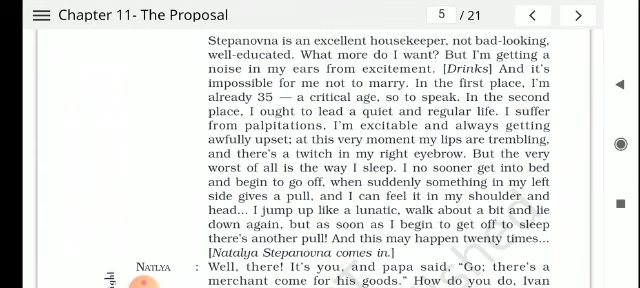 Chapter 11- The Proposal
5 / 21
Stepanovna is an excellent housekeeper, not bad-looking,
well-educated. What more do I want? But I'm getting a
noise in my ears from excitement. [Drinks] And it's
impossible for me not to marry. In the first place, I'm
already 35 — a critical age, so to speak. In the second
place, I ought to lead a quiet and regular life. I suffer
from palpitations, I'm excitable and always getting
awfully upset; at this very moment my lips are trembling,
and there's a twitch in my right eyebrow. But the very
worst of all is the way I sleep. I no sooner get into bed
and begin to go off, when suddenly something in my left
side gives a pull, and I can feel it in my shoulder and
head... I jump up like a lunatic, walk about a bit and lie
down again, but as soon as I begin to get off to sleep
there's another pull! And this may happen twenty times...
[Natalya Stepanovna comes in.]
NATLYA : Well, there! It's you, and papa said, "Go; there's a
merchant come for his goods." How do you do, Ivan